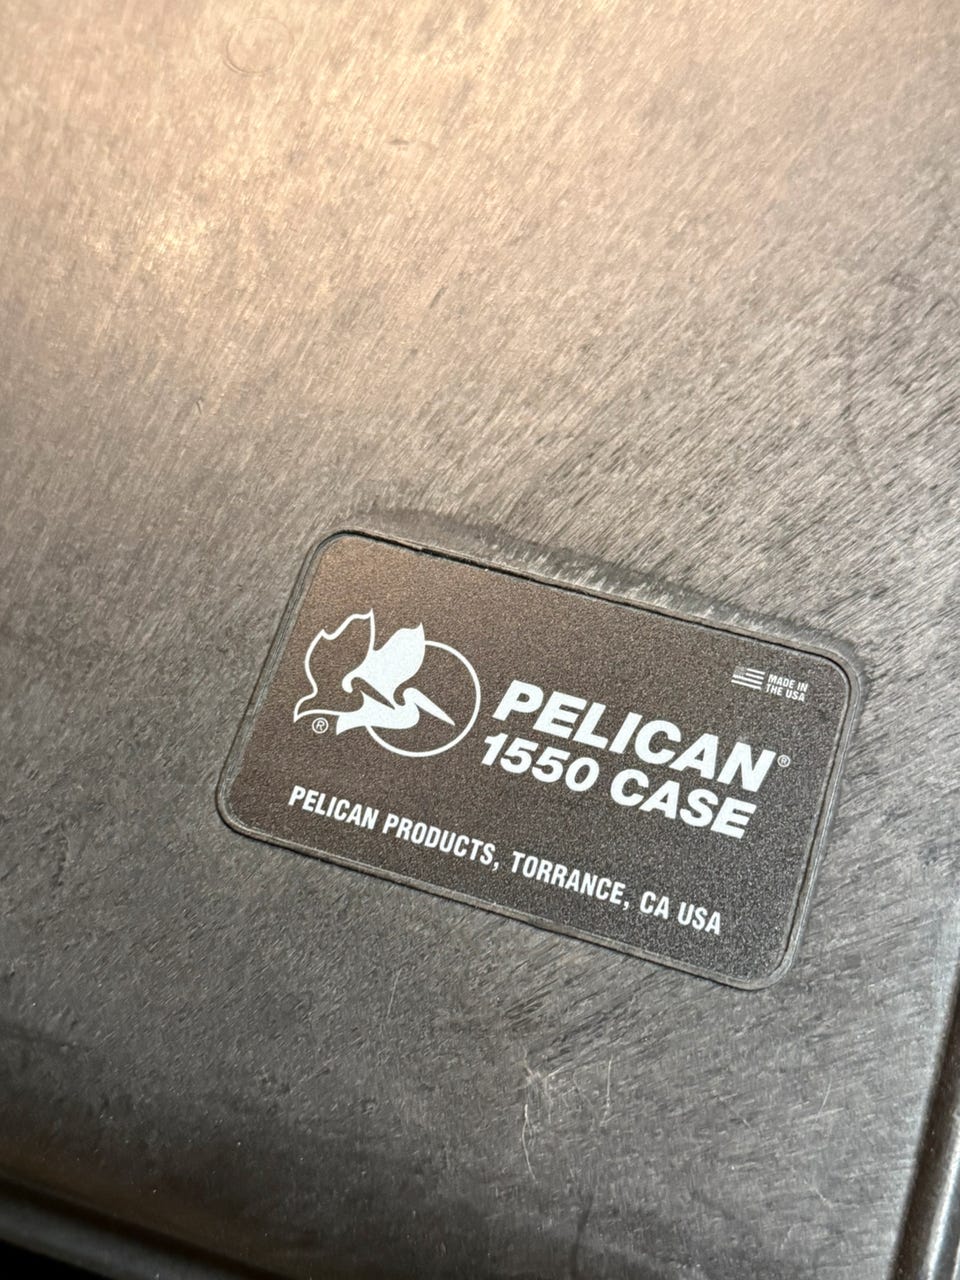 MADE IN
THE USA
PELICAN®
1550 CASE
®
PELICAN PRODUCTS, TORRANCE, CA USA